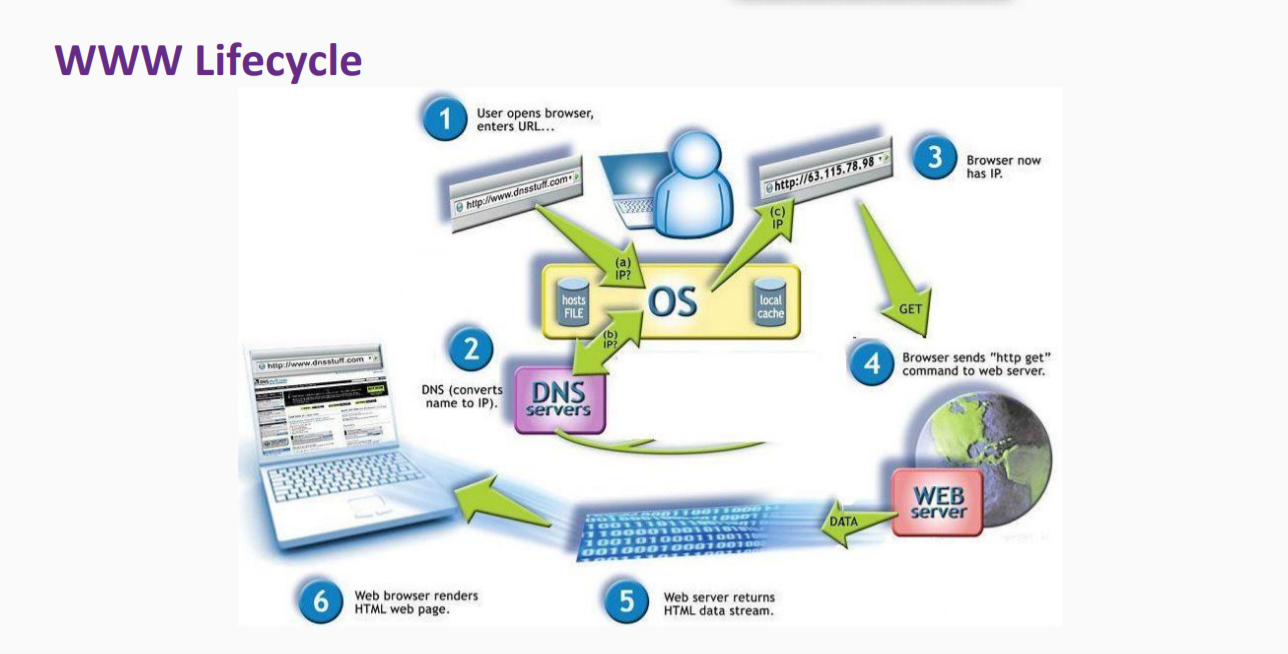 WWW Lifecycle
1
User opens browser,
enters URL...
http://www.dnsstuff.com
http://63.115.78.98
3
Browser now
has IP.
(a)
IP?
(c)
IP
hosts
FILE
OS
local
cache
(b)
IP?
GET
2
DNS (converts
name to IP).
DNS
servers
4
Browser sends "http get"
command to web server.
http://www.dnsstuff.com
WEB
server
DATA
6
Web browser renders
HTML web page.
5
Web server returns
HTML data stream.